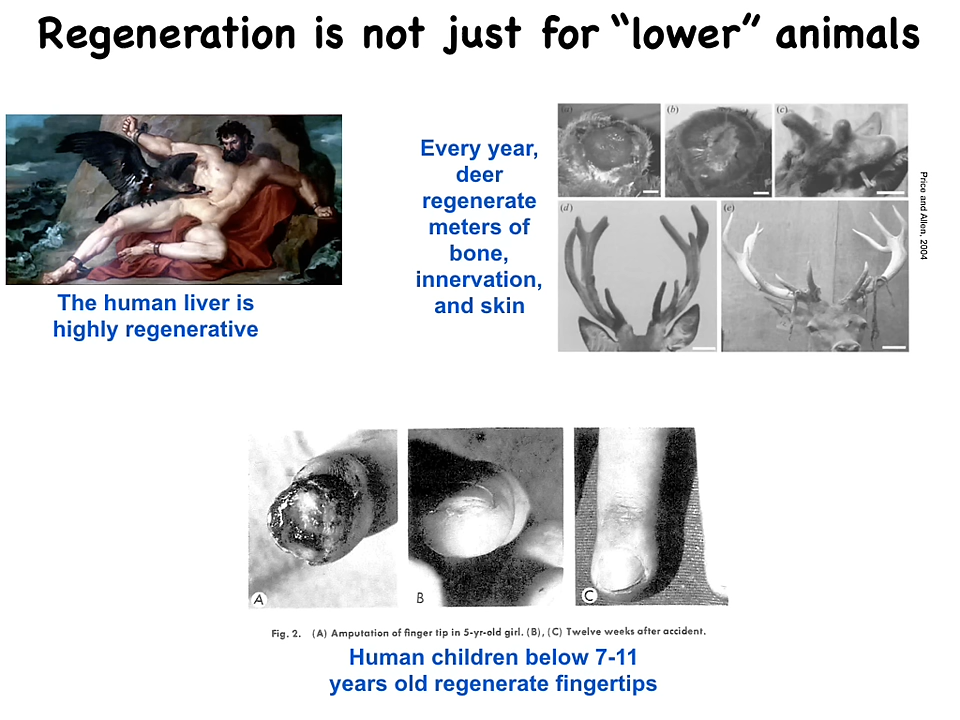 Regeneration is not just for “lower” animals
The human liver is
highly regenerative
Every year,
deer
regenerate
meters of
bone,
innervation,
and skin
(a)
(b)
(c)
(d)
(e)
Price and Allen, 2004
A
B
C
Fig. 2. (A) Amputation of finger tip in 5-yr-old girl. (B), (C) Twelve weeks after accident.
Human children below 7-11
years old regenerate fingertips